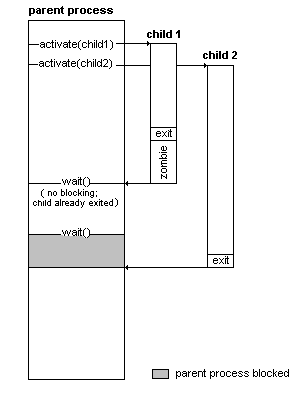 parent process
child 1
activate(child1)
child 2
activate(child2)
exit
zombie
wait()
( no blocking;
child already exited )
wait()
exit
parent process blocked